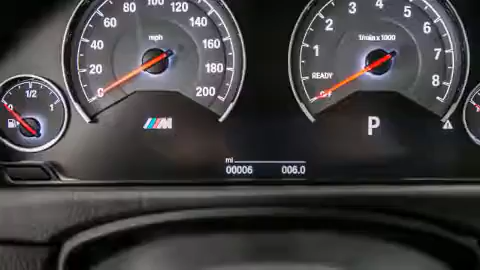 80 100 120
60 140
40 160
20 180
0 200
mph
1 2 3 4 5 6 7 8
1/min x 1000
READY
OFF
0 1/2 1
M
P
mi
00006 006.0